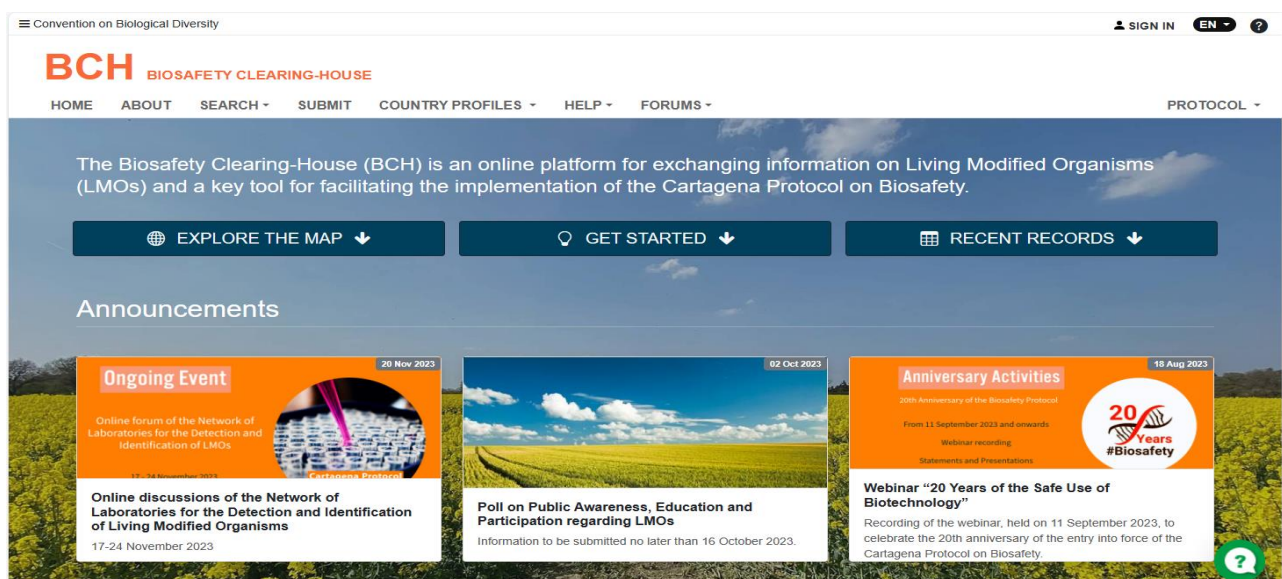 Convention on Biological Diversity
SIGN IN
EN
?
BCH BIOSAFETY CLEARING-HOUSE
HOME ABOUT SEARCH SUBMIT COUNTRY PROFILES HELP FORUMS PROTOCOL
The Biosafety Clearing-House (BCH) is an online platform for exchanging information on Living Modified Organisms
(LMOs) and a key tool for facilitating the implementation of the Cartagena Protocol on Biosafety.
EXPLORE THE MAP
GET STARTED
RECENT RECORDS
Announcements
20 Nov 2023
Ongoing Event
Online forum of the Network of
Laboratories for the Detection and
Identification of LMOs
17 - 24 November 2023
Cartagena Protocol
Online discussions of the Network of
Laboratories for the Detection and Identification
of Living Modified Organisms
17-24 November 2023
02 Oct 2023
Poll on Public Awareness, Education and
Participation regarding LMOs
Information to be submitted no later than 16 October 2023.
18 Aug 2023
Anniversary Activities
20th Anniversary of the Biosafety Protocol
From 11 September 2023 and onwards
Webinar recording
Statements and Presentations
20
Years
#Biosafety
Webinar “20 Years of the Safe Use of
Biotechnology”
Recording of the webinar, held on 11 September 2023, to
celebrate the 20th anniversary of the entry into force of the
Cartagena Protocol on Biosafety.
?